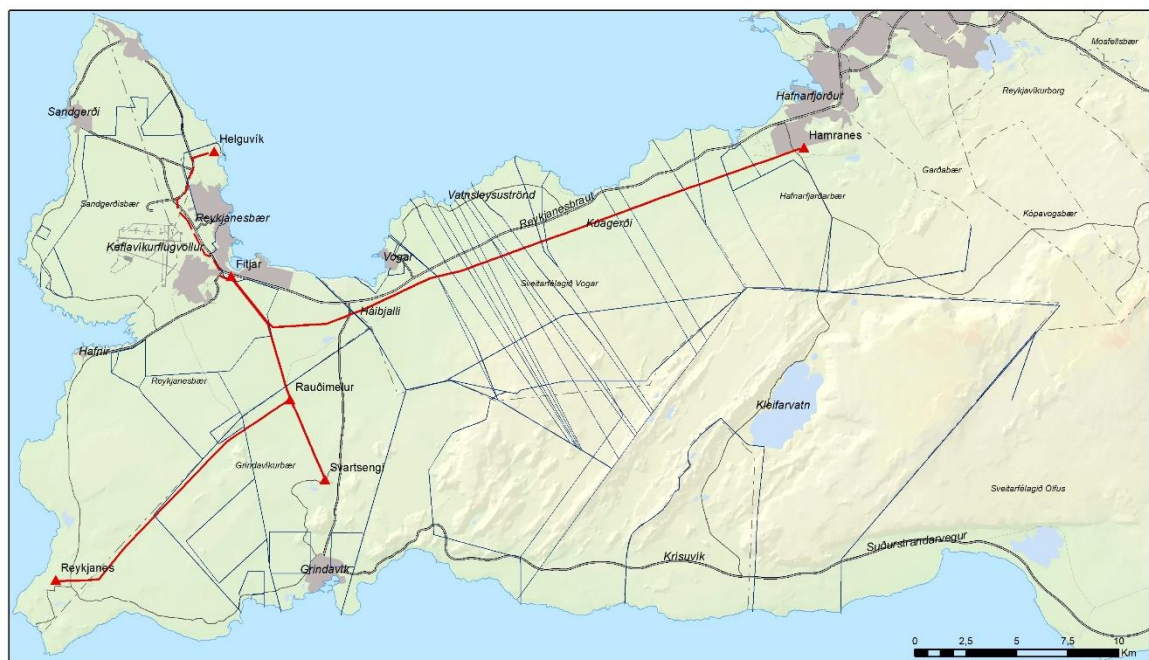 Mosfellsbær
Sandgerði
Hafnarfjörður
Reykjavíkurborg
Helguvík
Hamranes
Garðabær
Vatnsleysuströnd
Hafnarfjarðarbær
Sandgerðisbær
Reykjanesbær
Reykjanesbraut
Kúagerði
Kópavogsbær
Keflavíkurflugvöllur
Vogar
Fitjar
Sveitarfélagið Vogar
Háibjalli
Hafnir
Reykjanesbær
Rauðimelur
Kleifarvatn
Grindavíkurbær
Svartsengi
Sveitarfélagið Ölfus
Suðurstrandarvegur
Krisuvík
Reykjanes
Grindavík
0 2,5 5 7,5 10
Km